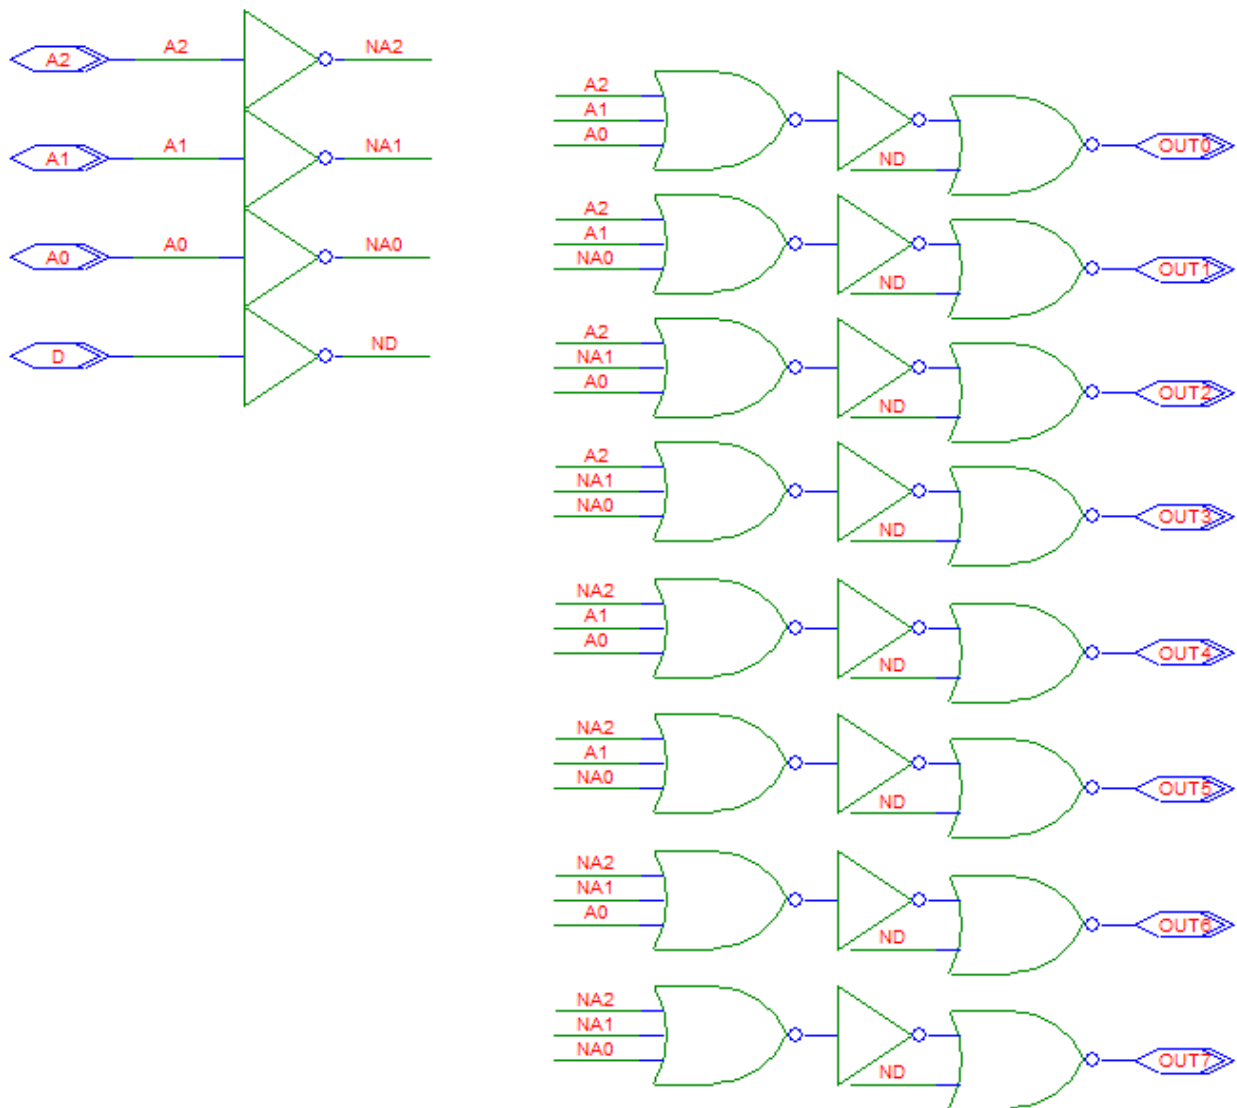 A2 A2 NA2
A1 A1 NA1
A0 A0 NA0
D ND
A2
A1
A0
ND
OUT0
A2
A1
NA0
ND
OUT1
A2
NA1
A0
ND
OUT2
A2
NA1
NA0
ND
OUT3
NA2
A1
A0
ND
OUT4
NA2
A1
NA0
ND
OUT5
NA2
NA1
A0
ND
OUT6
NA2
NA1
NA0
ND
OUT7